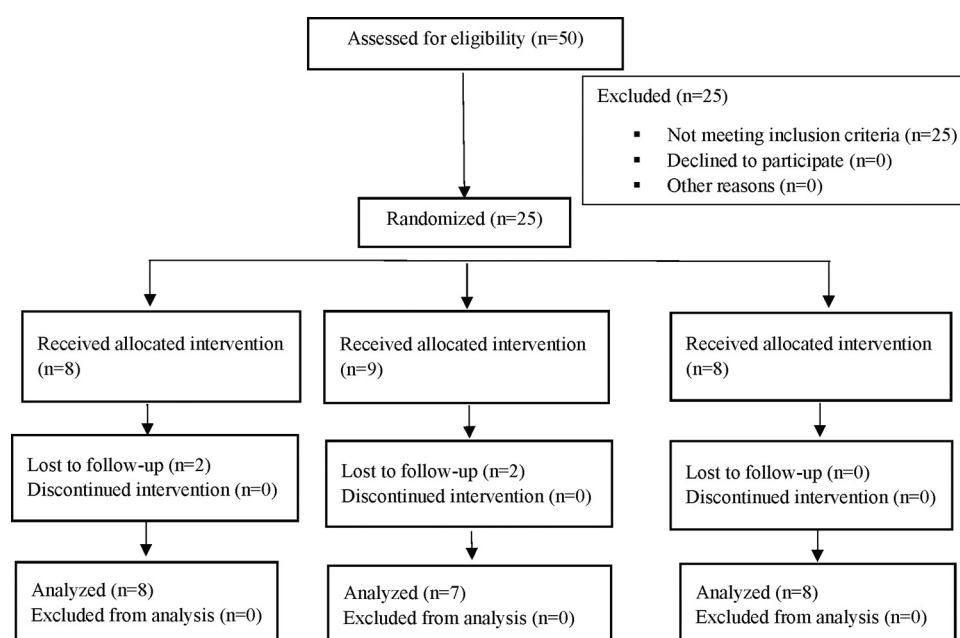 Assessed for eligibility (n=50)
Excluded (n=25)
▪ Not meeting inclusion criteria (n=25)
▪ Declined to participate (n=0)
▪ Other reasons (n=0)
Randomized (n=25)
Received allocated intervention
(n=8)
Received allocated intervention
(n=9)
Received allocated intervention
(n=8)
Lost to follow-up (n=2)
Discontinued intervention (n=0)
Lost to follow-up (n=2)
Discontinued intervention (n=0)
Lost to follow-up (n=0)
Discontinued intervention (n=0)
Analyzed (n=8)
Excluded from analysis (n=0)
Analyzed (n=7)
Excluded from analysis (n=0)
Analyzed (n=8)
Excluded from analysis (n=0)